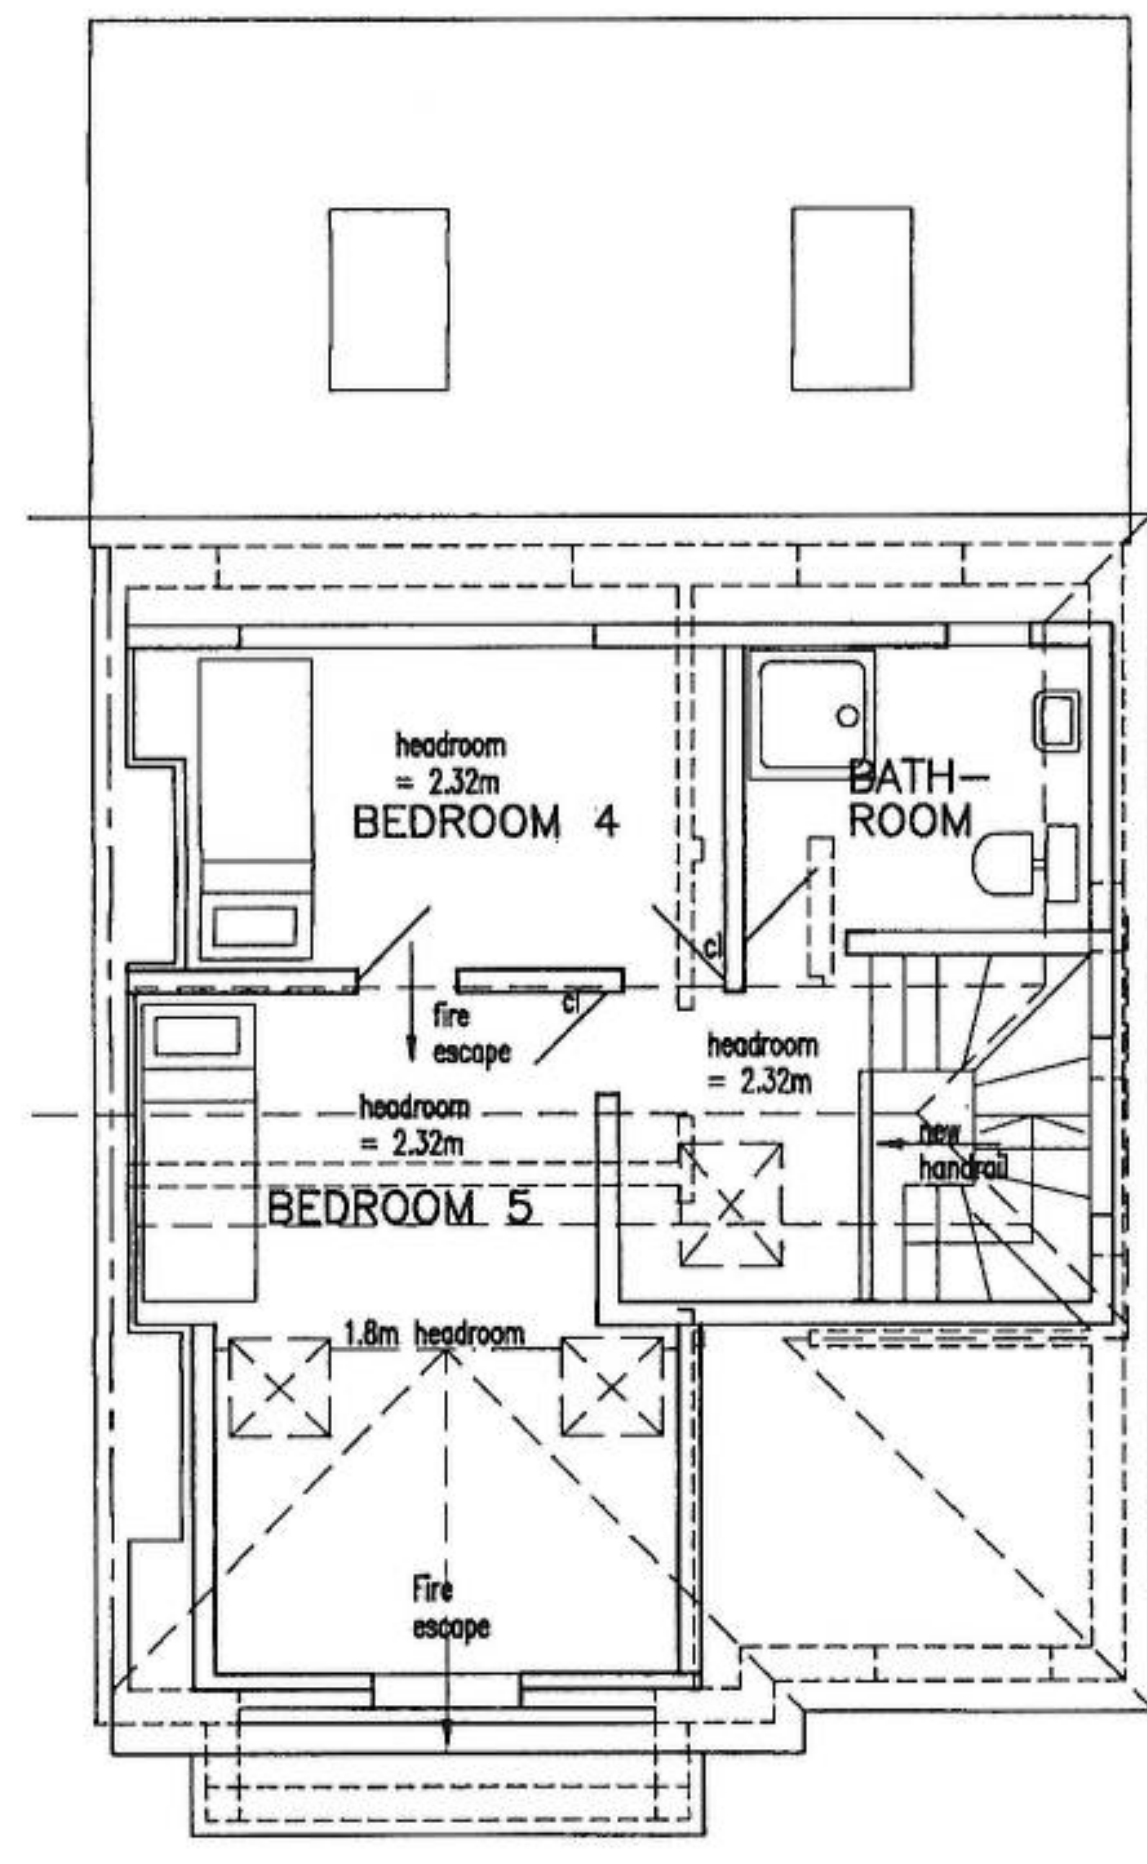 headroom
= 2.32m
BEDROOM 4
BATH-
ROOM
cl
cl
fire
escape
headroom
= 2.32m
headroom
= 2.32m
new
handrail
BEDROOM 5
1.8m headroom
Fire
escape